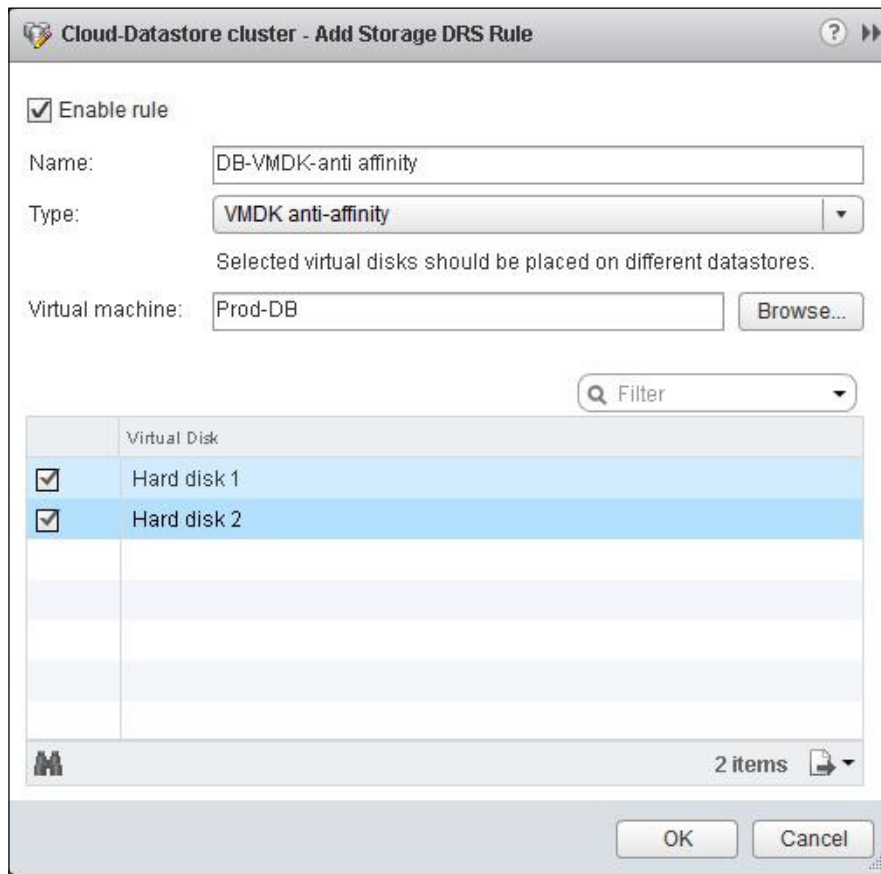 Cloud-Datastore cluster - Add Storage DRS Rule
Enable rule
Name: DB-VMDK-anti affinity
Type: VMDK anti-affinity
Selected virtual disks should be placed on different datastores.
Virtual machine: Prod-DB Browse...
Filter
Virtual Disk
Hard disk 1
Hard disk 2
2 items
OK Cancel